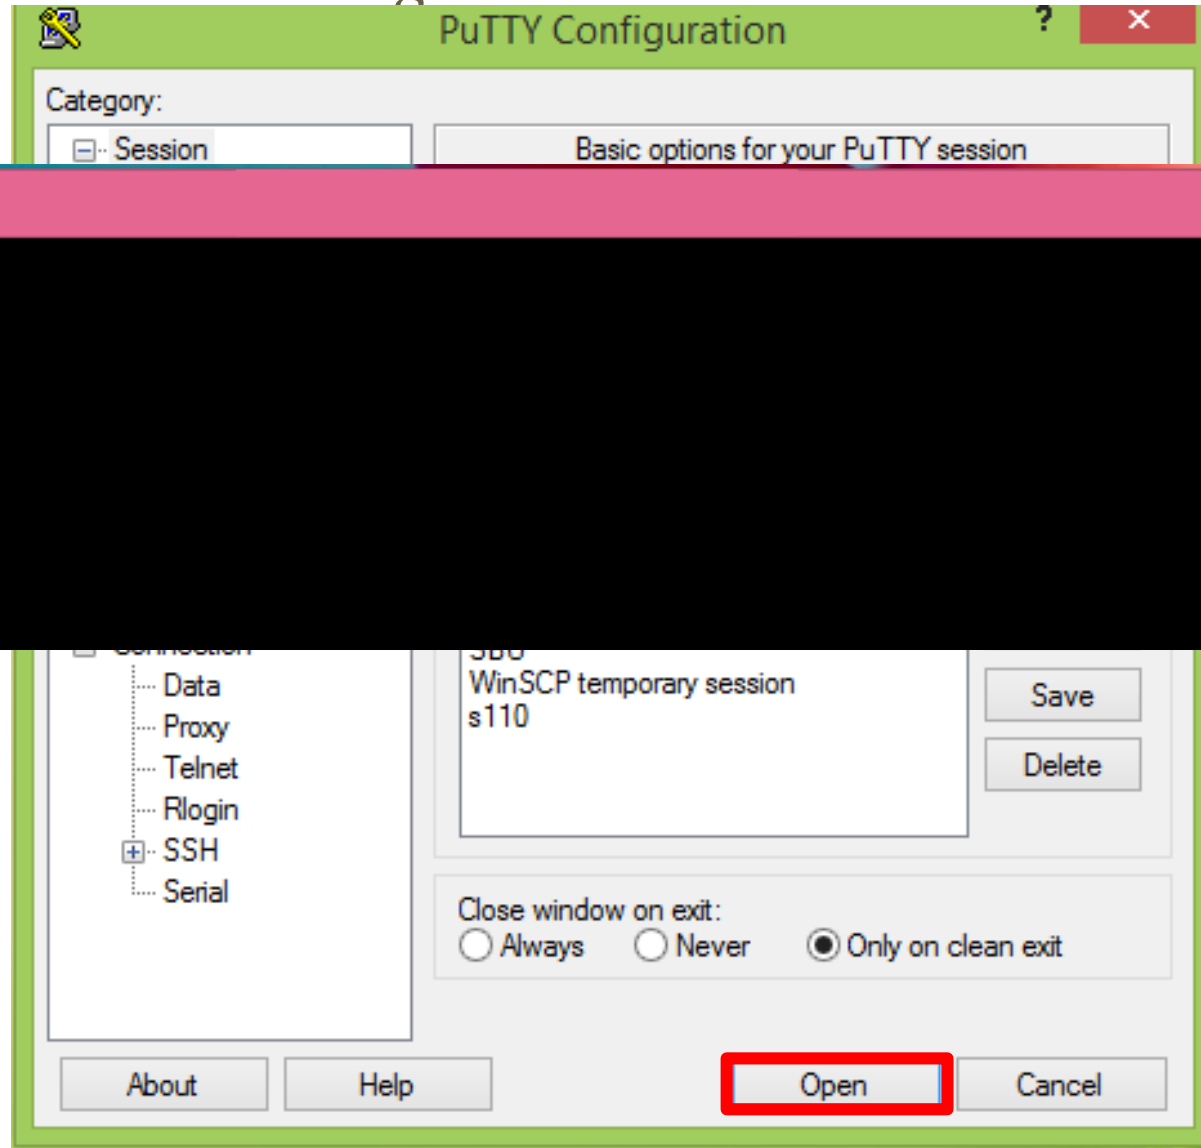 PuTTY Configuration
?
Category:
Session
Basic options for your PuTTY session
Connection
Data
Proxy
Telnet
Rlogin
SSH
Serial
WinSCP temporary session
s110
Save
Delete
Close window on exit:
Always Never Only on clean exit
About Help Open Cancel